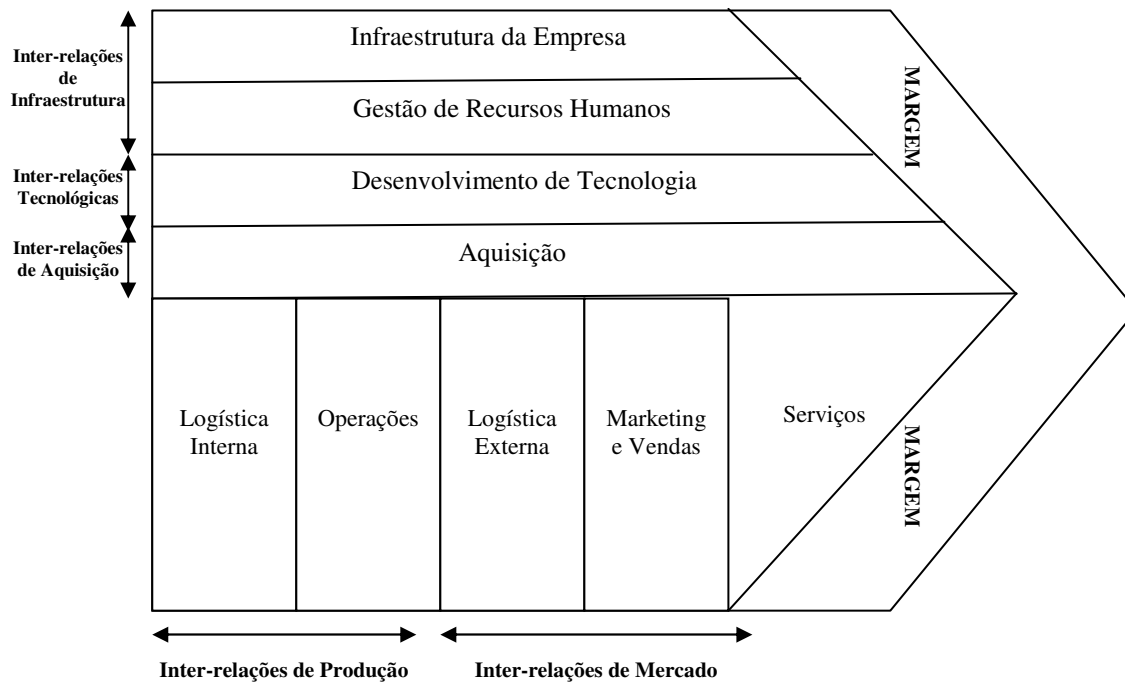 Infraestrutura da Empresa
Inter-relações
de
Infraestrutura
MARGEM
Gestão de Recursos Humanos
Inter-relações
Tecnológicas
Desenvolvimento de Tecnologia
Inter-relações
de Aquisição
Aquisição
Logística
Interna
Operações
Logística
Externa
Marketing
e Vendas
Serviços
MARGEM
Inter-relações de Produção
Inter-relações de Mercado